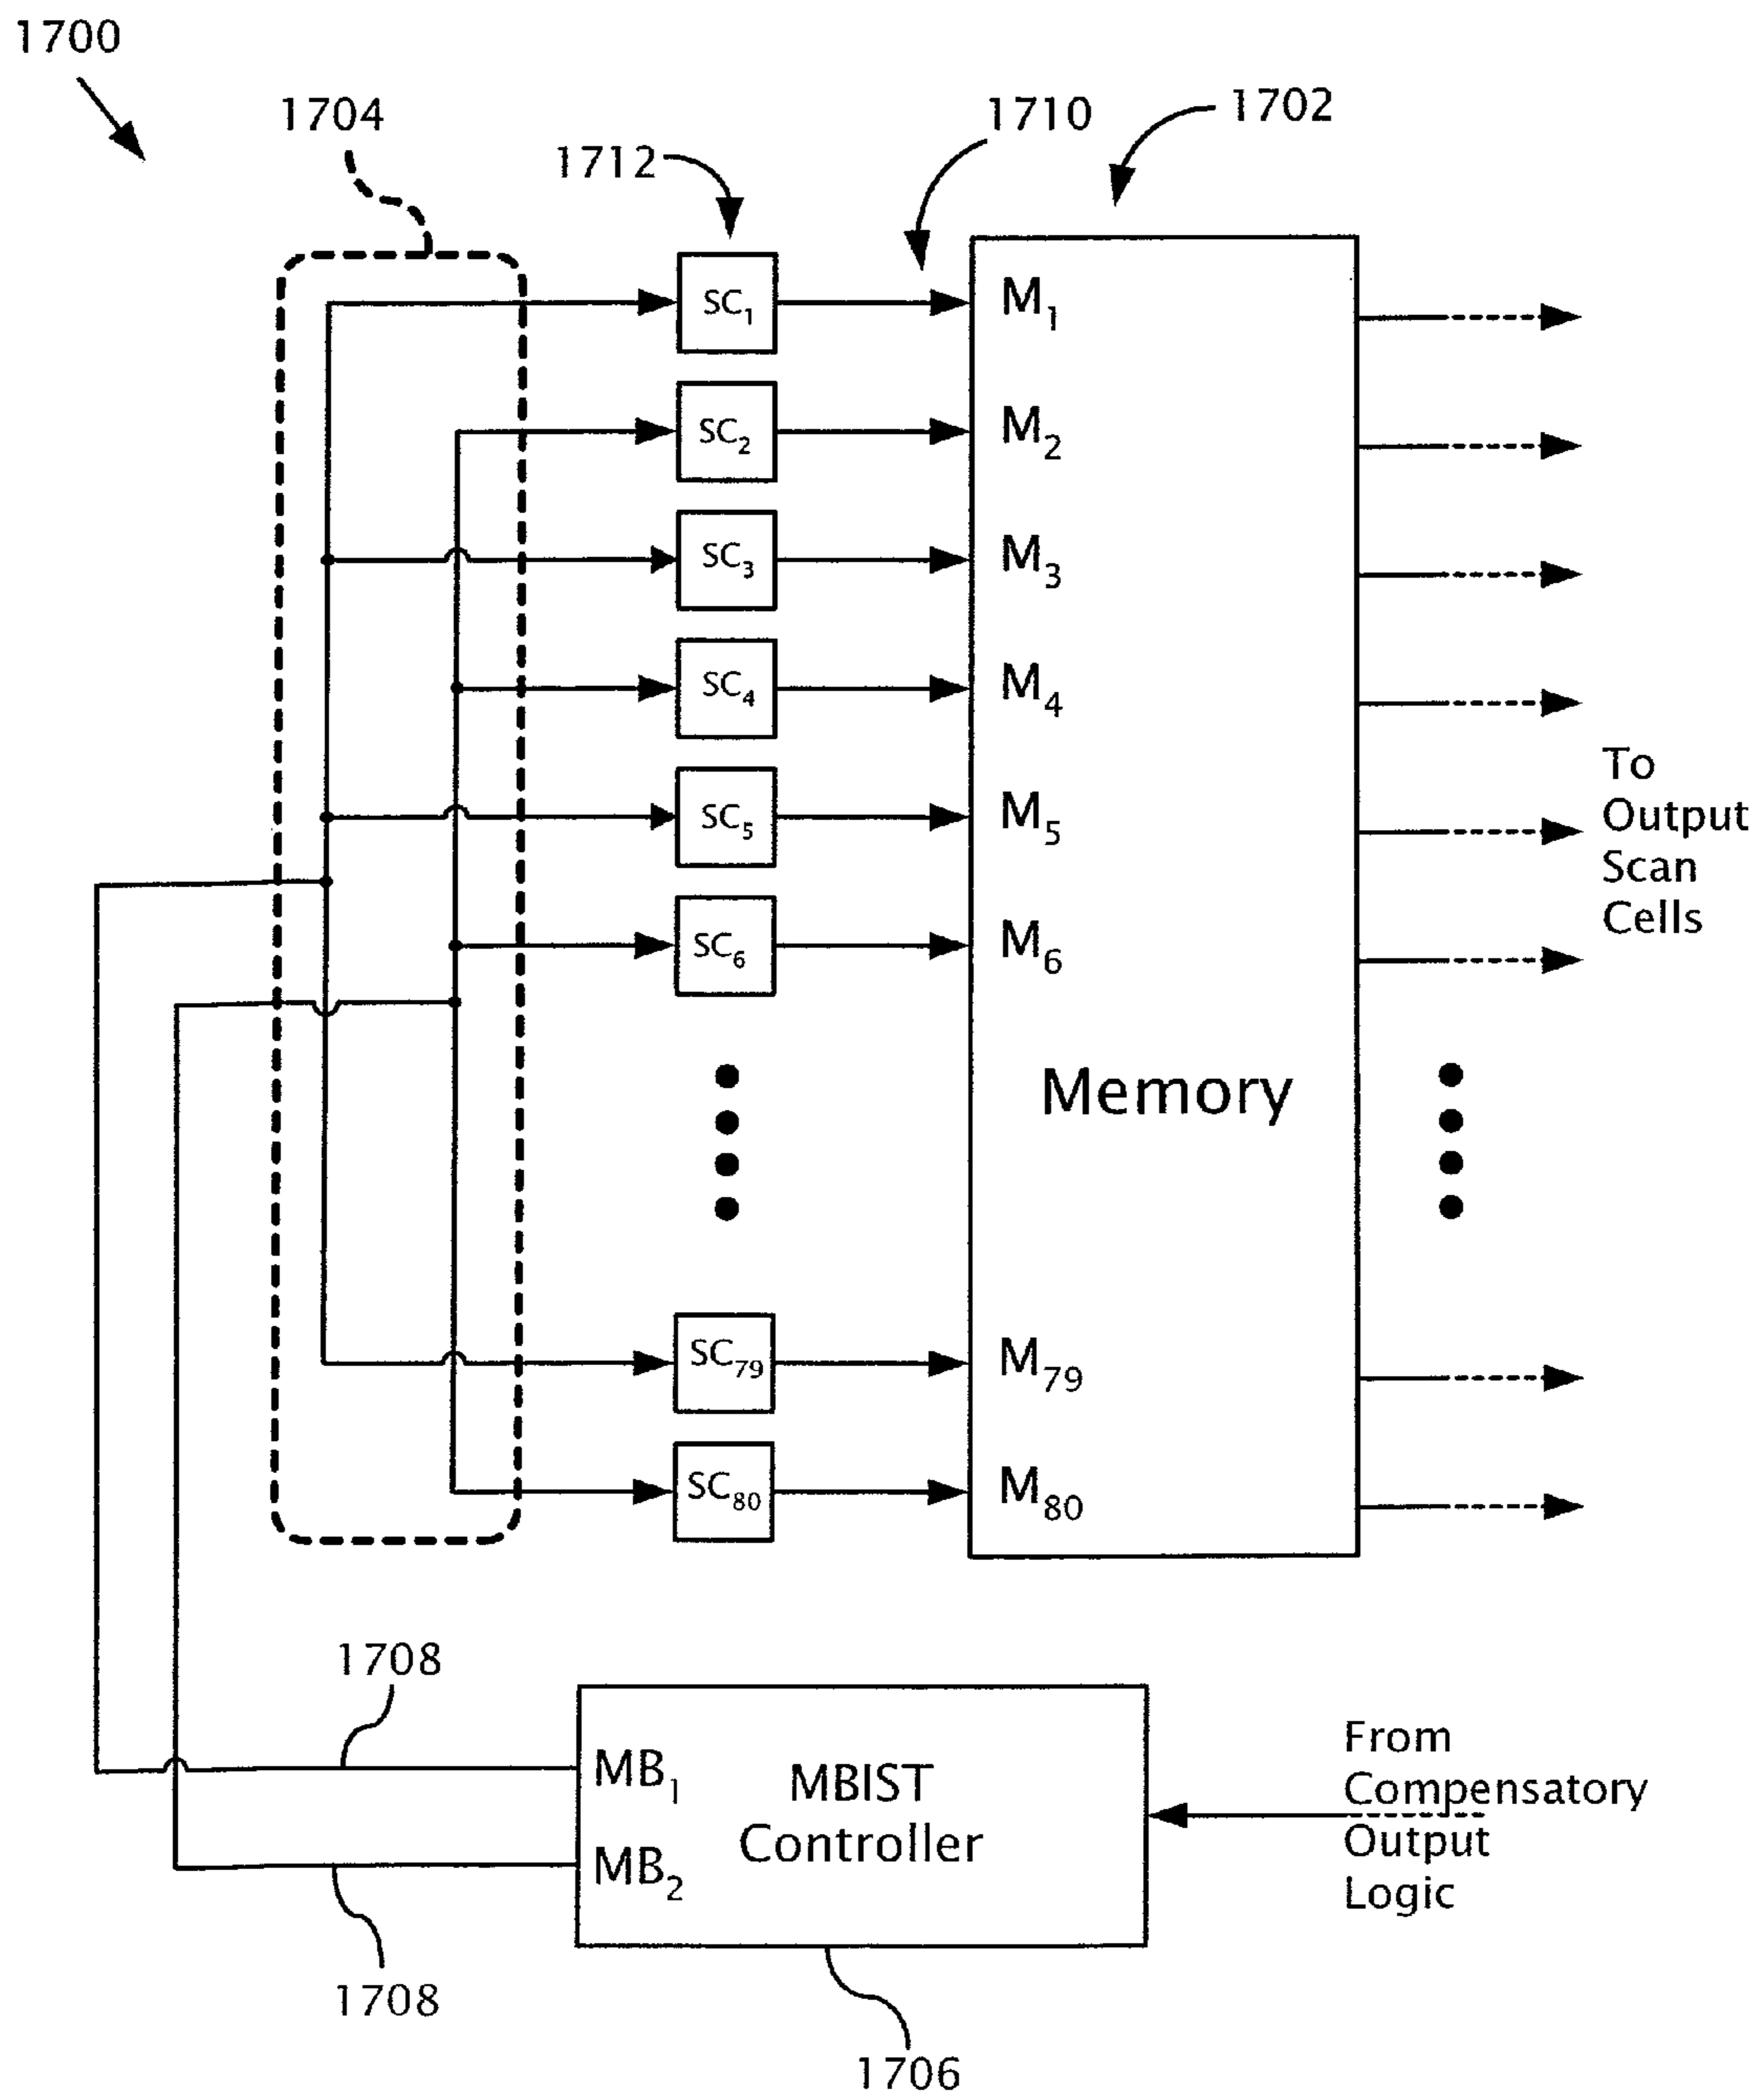 1700
1704
1712
1710
1702
SC1
M1
SC2
M2
SC3
M3
SC4
M4
SC5
M5
SC6
M6
To
Output
Scan
Cells
Memory
SC79
M79
SC80
M80
1708
MB1
MBIST
Controller
MB2
From
Compensatory
Output
Logic
1708
1706